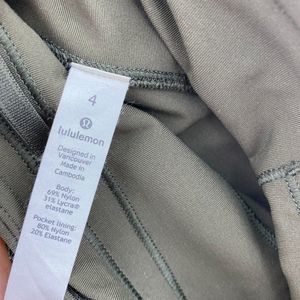 4
lululemon
Designed in
Vancouver
Made in
Cambodia
Body:
69% Nylon
31% Lycra®
elastane
Pocket lining:
80% Nylon
20% Elastane